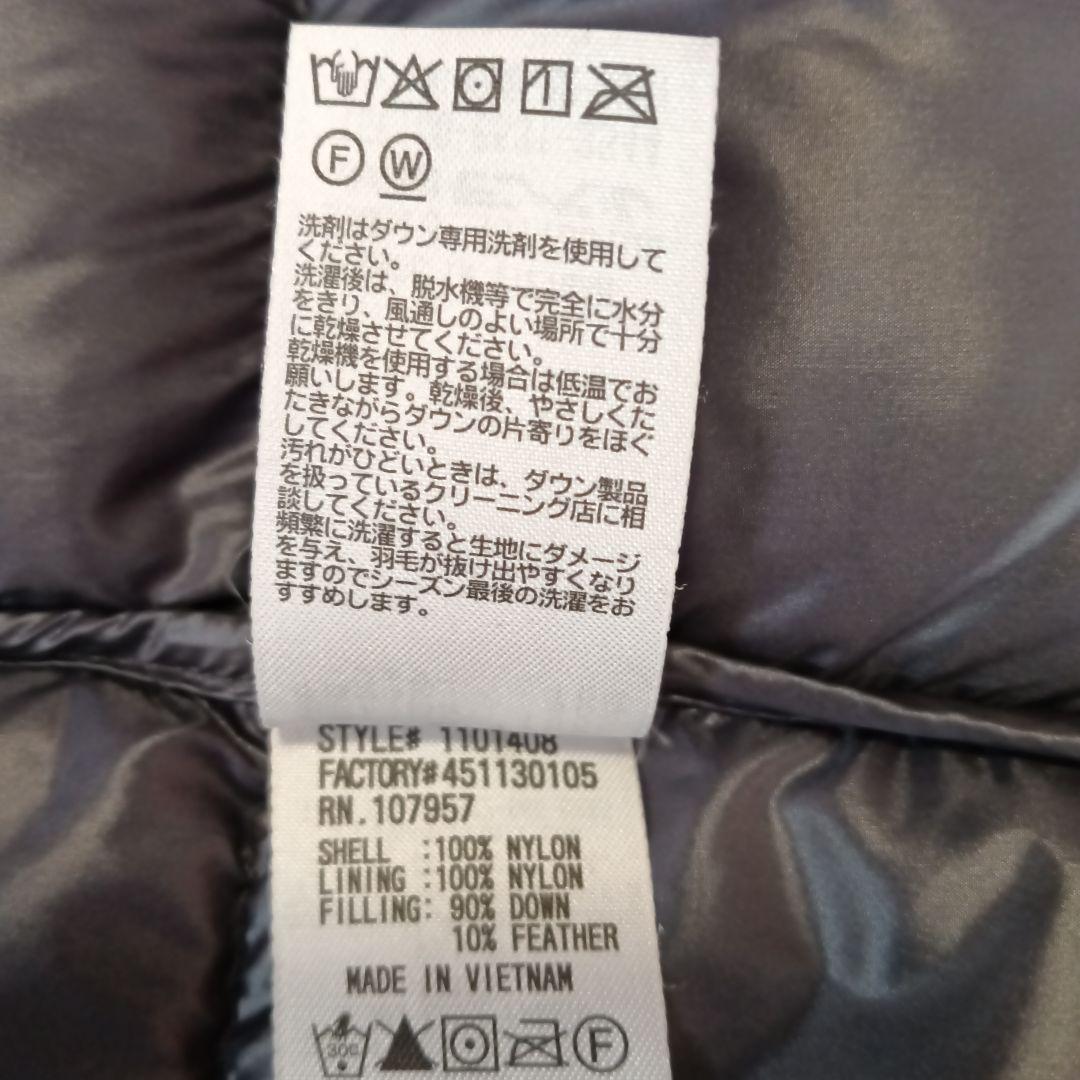 F W
洗剤はダウン専用洗剤を使用して
ください。
洗濯後は、脱水機等で完全に水分
をきり、風通しのよい場所で十分
に乾燥させてください。
乾燥機を使用する場合は低温でお
願いします。乾燥後、やさしくた
たきながらダウンの片寄りをほぐ
してください。
汚れがひどいときは、ダウン製品
を扱っているクリーニング店に相
談してください。
頻繁に洗濯すると生地にダメージ
を与え、羽毛が抜け出やすくなり
ますのでシーズン最後の洗濯をお
すすめします。
STYLE# 1101408
FACTORY#451130105
RN.107957
SHELL :100% NYLON
LINING :100% NYLON
FILLING: 90% DOWN
10% FEATHER
MADE IN VIETNAM
F